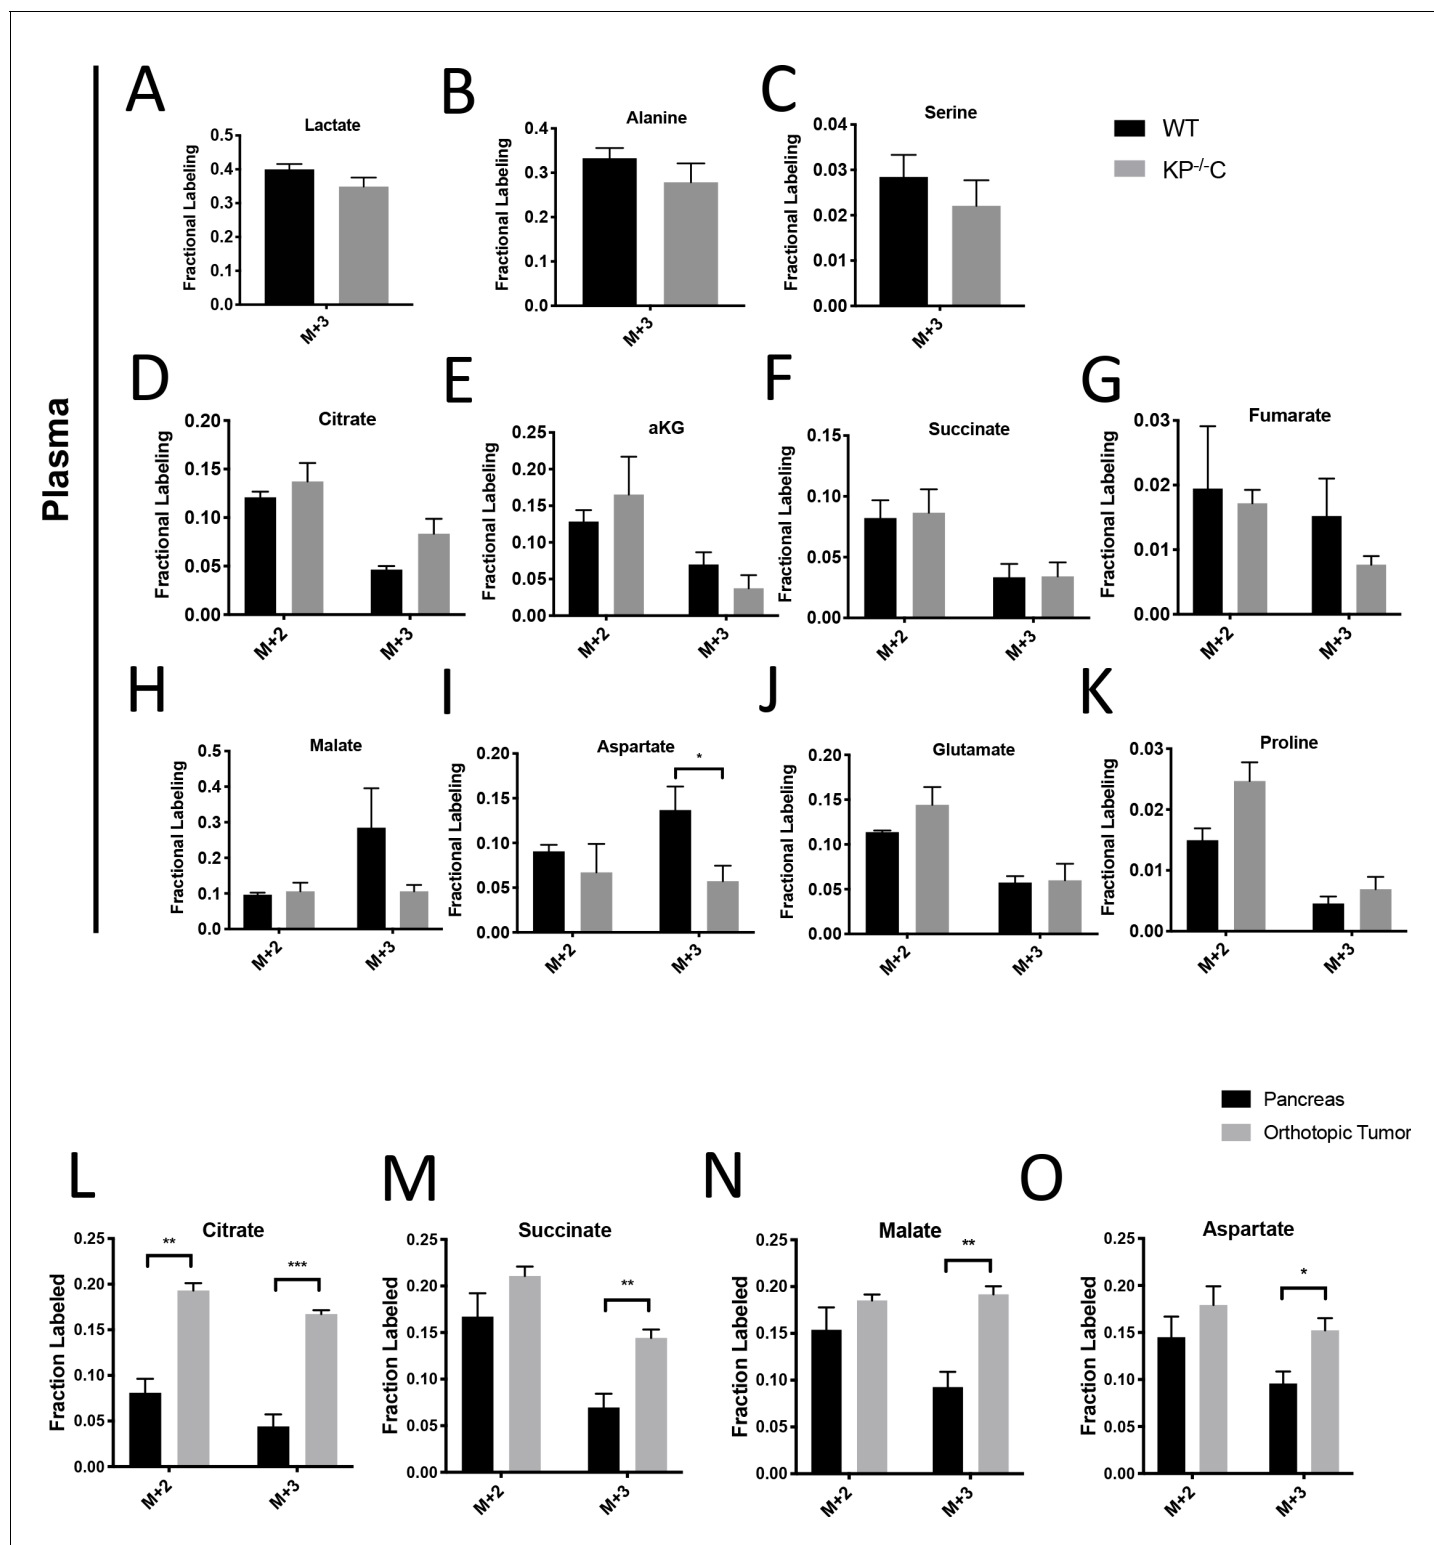 Plasma
A
Lactate
Fractional Labeling
0.5
0.4
0.3
0.2
0.1
0.0
M+3
B
Alanine
Fractional Labeling
0.4
0.3
0.2
0.1
0.0
M+3
C
Serine
Fractional Labeling
0.04
0.03
0.02
0.01
0.00
M+3
WT
KP-/-C
D
Citrate
Fractional Labeling
0.20
0.15
0.10
0.05
0.00
M+2
M+3
E
aKG
Fractional Labeling
0.25
0.20
0.15
0.10
0.05
0.00
M+2
M+3
F
Succinate
Fractional Labeling
0.15
0.10
0.05
0.00
M+2
M+3
G
Fumarate
Fractional Labeling
0.03
0.02
0.01
0.00
M+2
M+3
H
Malate
Fractional Labeling
0.5
0.4
0.3
0.2
0.1
0.0
M+2
M+3
I
Aspartate
Fractional Labeling
0.20
0.15
0.10
0.05
0.00
*
M+2
M+3
J
Glutamate
Fractional Labeling
0.20
0.15
0.10
0.05
0.00
M+2
M+3
K
Proline
Fractional Labeling
0.03
0.02
0.01
0.00
M+2
M+3
Pancreas
Orthotopic Tumor
L
Citrate
Fraction Labeled
0.25
0.20
0.15
0.10
0.05
0.00
**
***
M+2
M+3
M
Succinate
Fraction Labeled
0.25
0.20
0.15
0.10
0.05
0.00
**
M+2
M+3
N
Malate
Fraction Labeled
0.25
0.20
0.15
0.10
0.05
0.00
**
M+2
M+3
O
Aspartate
Fraction Labeled
0.25
0.20
0.15
0.10
0.05
0.00
*
M+2
M+3